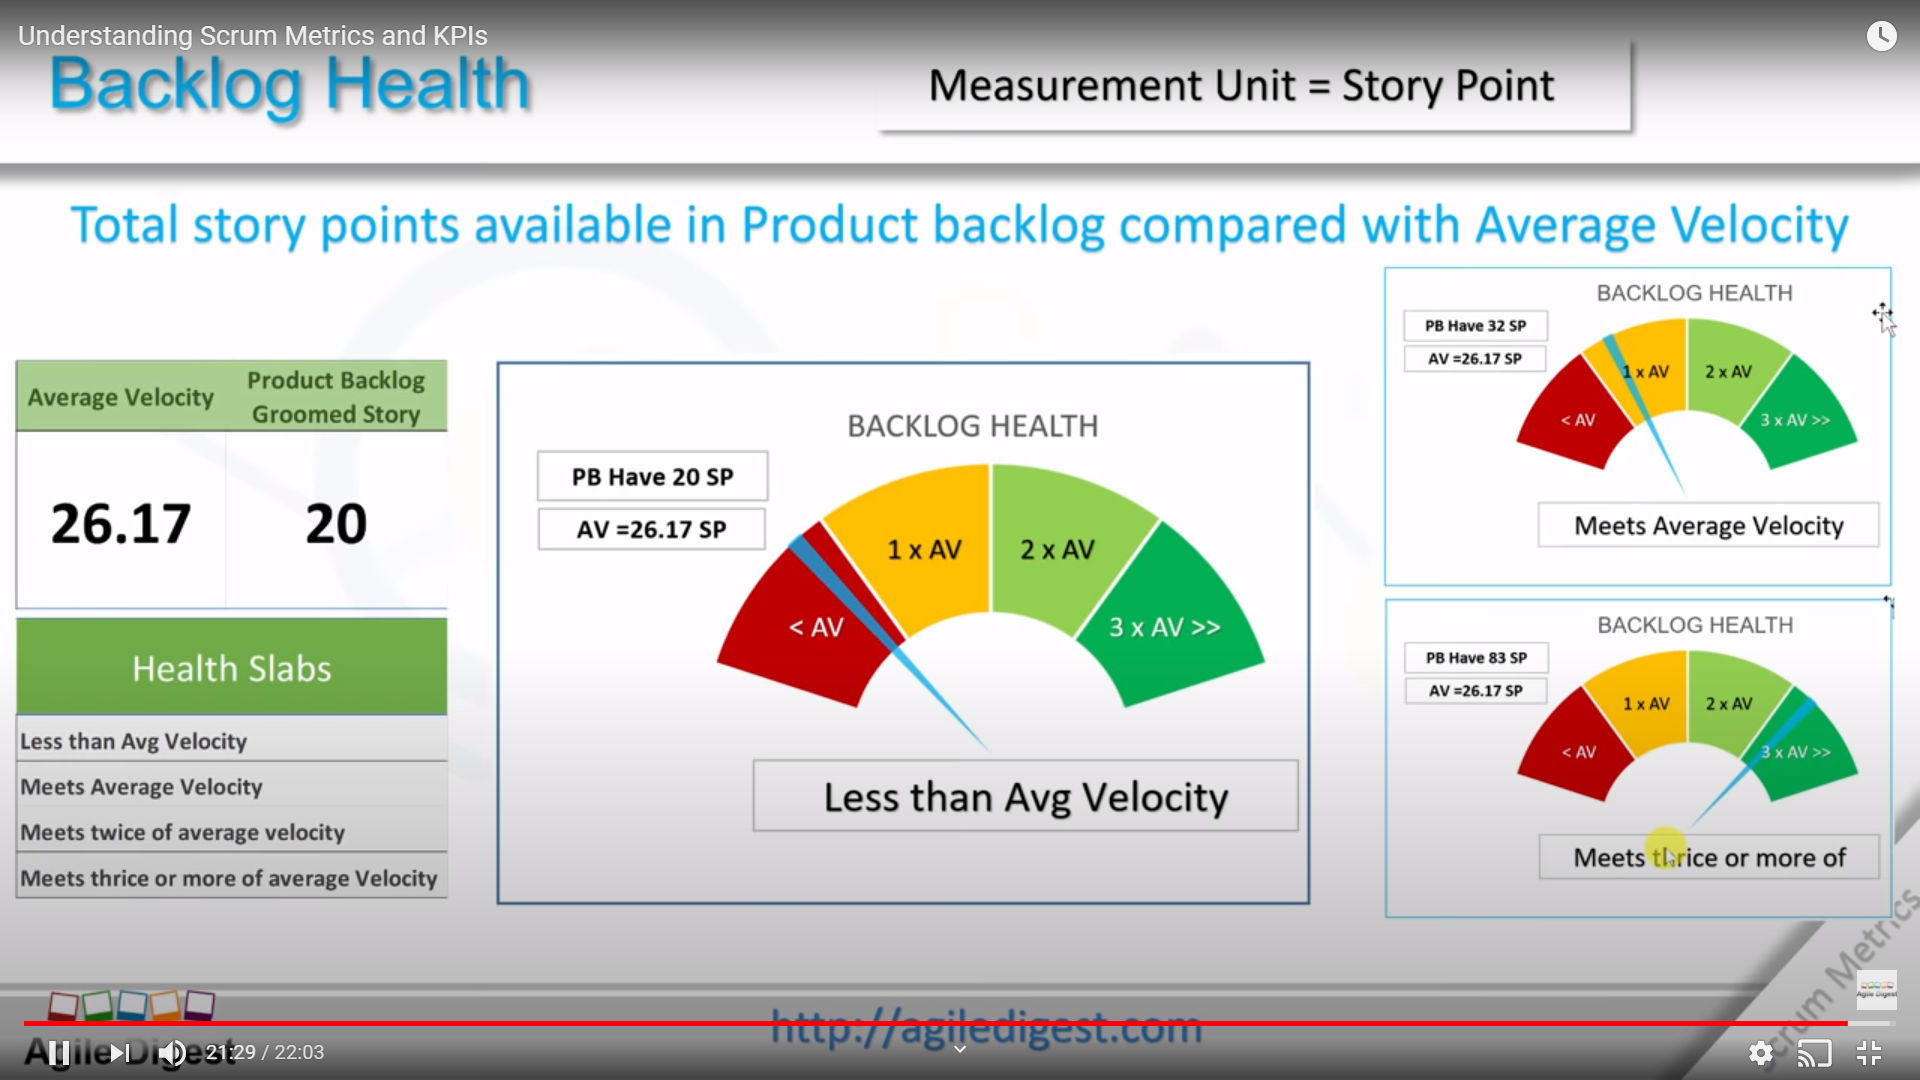 Understanding Scrum Metrics and KPIs
Backlog Health
Measurement Unit = Story Point
Total story points available in Product backlog compared with Average Velocity
Average Velocity
Product Backlog
Groomed Story
26.17
20
Health Slabs
Less than Avg Velocity
Meets Average Velocity
Meets twice of average velocity
Meets thrice or more of average Velocity
BACKLOG HEALTH
PB Have 20 SP
AV =26.17 SP
< AV
1 x AV
2 x AV
3 x AV >>
Less than Avg Velocity
BACKLOG HEALTH
PB Have 32 SP
AV =26.17 SP
< AV
1 x AV
2 x AV
3 x AV >>
Meets Average Velocity
BACKLOG HEALTH
PB Have 83 SP
AV =26.17 SP
< AV
1 x AV
2 x AV
3 x AV >>
Meets thrice or more of
Scrum Metrics
Agile Digest
http://agiledigest.com
Agile Digest
21:29 / 22:03